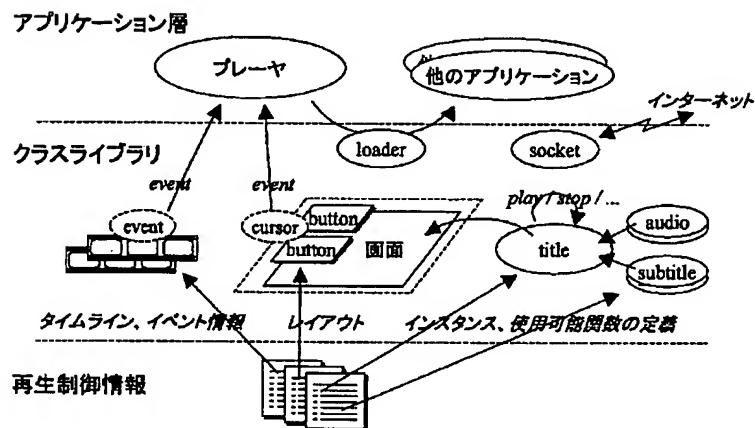 アプリケーション層
プレーヤ
他のアプリケーション
インターネット
loader
socket
クラスライブラリ
event
event
play / stop / ...
event
cursor
button
button
画面
title
audio
subtitle
タイムライン、イベント情報
レイアウト
インスタンス、使用可能関数の定義
再生制御情報